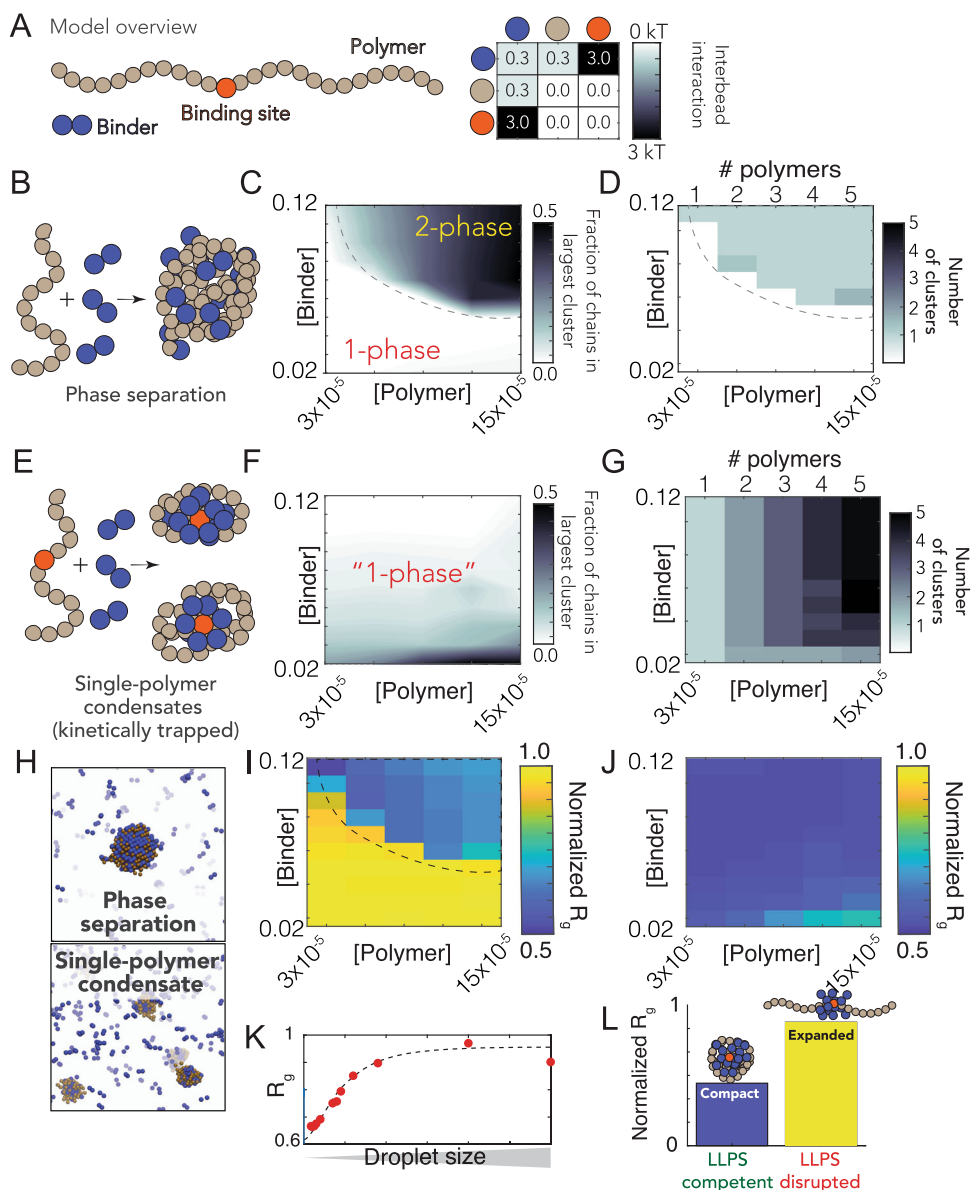 A
Model overview
Polymer
Binding site
Binder
0.3
0.3
3.0
0.3
0.0
0.0
3.0
0.0
0.0
0 kT
3 kT
Interbead
interaction
B
+
Phase separation
C
0.12
[Binder]
0.02
2-phase
1-phase
3x10-5
[Polymer]
15x10-5
0.5
0.0
Fraction of chains in
largest cluster
D
# polymers
1 2 3 4 5
0.12
[Binder]
0.02
3x10-5
[Polymer]
15x10-5
5
4
3
2
1
Number
of clusters
E
+
Single-polymer
condensates
(kinetically trapped)
F
0.12
[Binder]
0.02
"1-phase"
3x10-5
[Polymer]
15x10-5
0.5
0.0
Fraction of chains in
largest cluster
G
# polymers
1 2 3 4 5
0.12
[Binder]
0.02
3x10-5
[Polymer]
15x10-5
5
4
3
2
1
Number
of clusters
H
Phase
separation
Single-polymer
condensate
I
0.12
[Binder]
0.02
3x10-5
[Polymer]
15x10-5
1.0
0.5
Normalized Rg
J
0.12
[Binder]
0.02
3x10-5
[Polymer]
15x10-5
1.0
0.5
Normalized Rg
K
1
Rg
0.6
Droplet size
L
Normalized Rg
1
0
Compact
Expanded
LLPS
competent
LLPS
disrupted